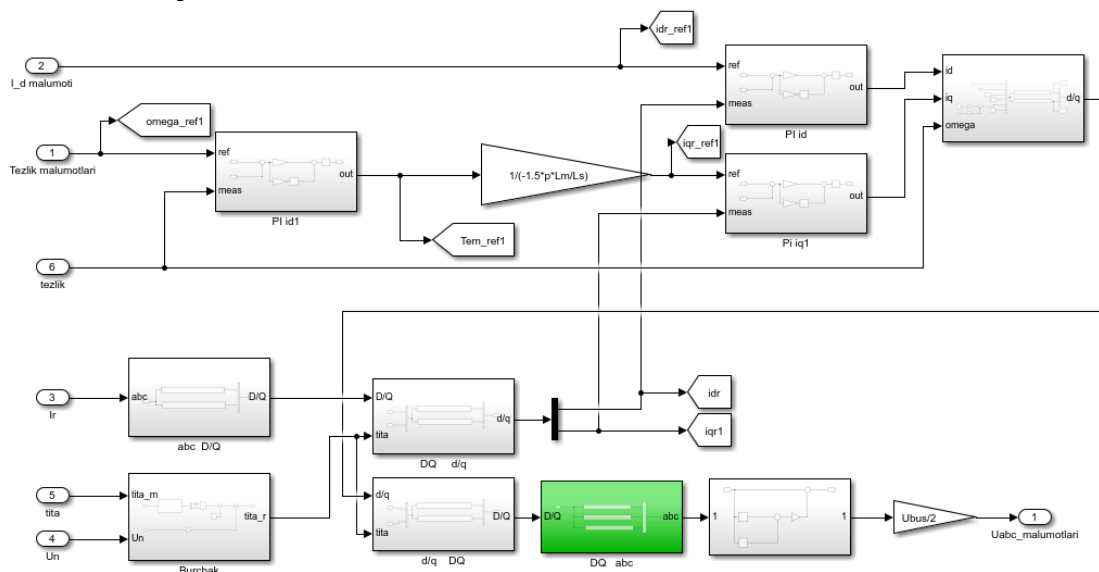 idr_ref1
2
I_d malumoti
ref
meas
out
PI id
id
iq
omega
d/q
omega_ref1
1
Tezlik malumotlari
ref
meas
out
PI id1
1/(-1.5*p*Lm/Ls)
iqr_ref1
ref
meas
out
Pi iq1
Tem_ref1
6
tezlik
3
Ir
abc
D/Q
abc D/Q
D/Q
tita
d/q
DQ d/q
idr
iqr1
5
tita
4
Un
tita_m
Un
tita_r
Burchak
d/q
tita
D/Q
d/q DQ
D/Q
abc
DQ abc
1
1
Ubus/2
1
Uabc_malumotlari